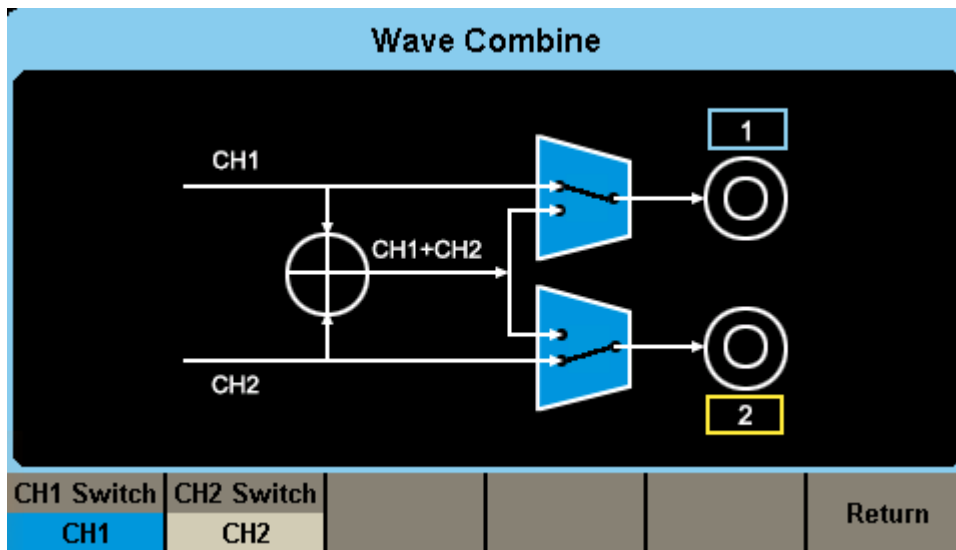 Wave Combine
1
CH1
CH1+CH2
CH2
2
CH1 Switch
CH1
CH2 Switch
CH2
Return